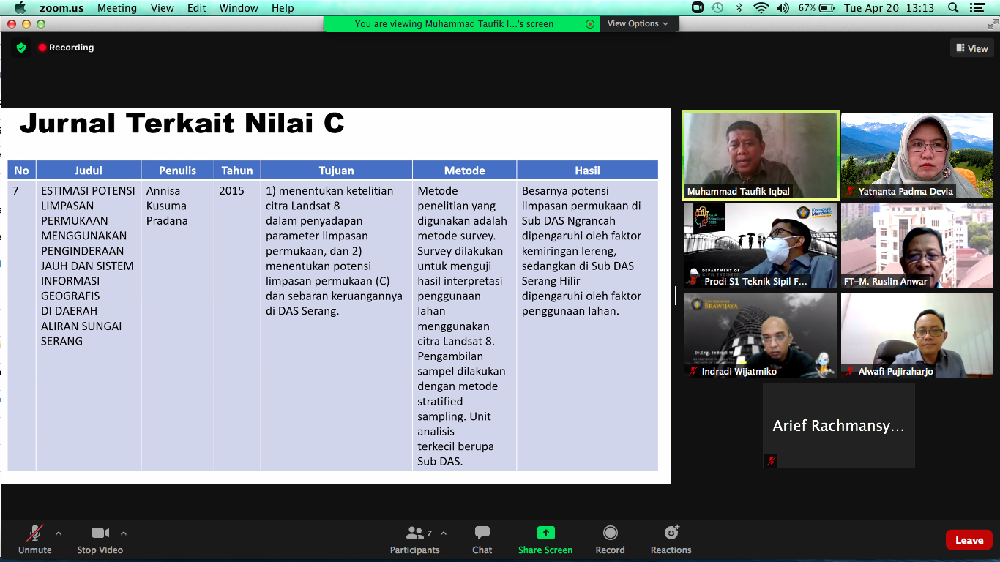 zoom.us Meeting View Edit Window Help
67% Tue Apr 20 13:13
You are viewing Muhammad Taufik I...'s screen
View Options
Recording
View
Jurnal Terkait Nilai C
No Judul Penulis Tahun Tujuan Metode Hasil
7
ESTIMASI POTENSI
LIMPASAN
PERMUKAAN
MENGGUNAKAN
PENGINDERAAN
JAUH DAN SISTEM
INFORMASI
GEOGRAFIS
DI DAERAH
ALIRAN SUNGAI
SERANG
Annisa
Kusuma
Pradana
2015
1) menentukan ketelitian
citra Landsat 8
dalam penyadapan
parameter limpasan
permukaan, dan 2)
menentukan potensi
limpasan permukaan (C)
dan sebaran keruangannya
di DAS Serang.
Metode
penelitian yang
digunakan adalah
metode survey.
Survey dilakukan
untuk menguji
hasil interpretasi
penggunaan
lahan
menggunakan
citra Landsat 8.
Pengambilan
sampel dilakukan
dengan metode
stratified
sampling. Unit
analisis
terkecil berupa
Sub DAS.
Besarnya potensi
limpasan permukaan di
Sub DAS Ngrancah
dipengaruhi oleh faktor
kemiringan lereng,
sedangkan di Sub DAS
Serang Hilir
dipengaruhi oleh faktor
penggunaan lahan.
Muhammad Taufik Iqbal
Yatnanta Padma Devia
Kampus
Merdeka
DEPARTMENT OF
CIVIL ENGINEER
Prodi S1 Teknik Sipil F...
FT-M. Ruslin Anwar
UNIVERSITAS
BRAWIJAYA
Indradi Wijatmiko
Alwafi Pujiraharjo
Arief Rachmansy...
Unmute
Stop Video
7
Participants
Chat
Share Screen
Record
Reactions
Leave